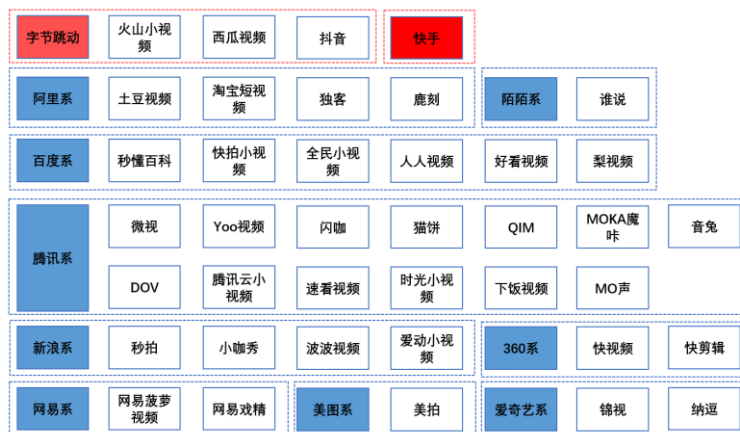 字节跳动
火山小视
频
西瓜视频
抖音
快手
阿里系
土豆视频
淘宝短视
频
独客
鹿刻
陌陌系
谁说
百度系
秒懂百科
快拍小视
频
全民小视
频
人人视频
好看视频
梨视频
腾讯系
微视
Yoo视频
闪咖
猫饼
QIM
MOKA魔
咔
音兔
DOV
腾讯云小
视频
速看视频
时光小视
频
下饭视频
MO声
新浪系
秒拍
小咖秀
波波视频
爱动小视
频
360系
快视频
快剪辑
网易系
网易菠萝
视频
网易戏精
美图系
美拍
爱奇艺系
锦视
纳逗